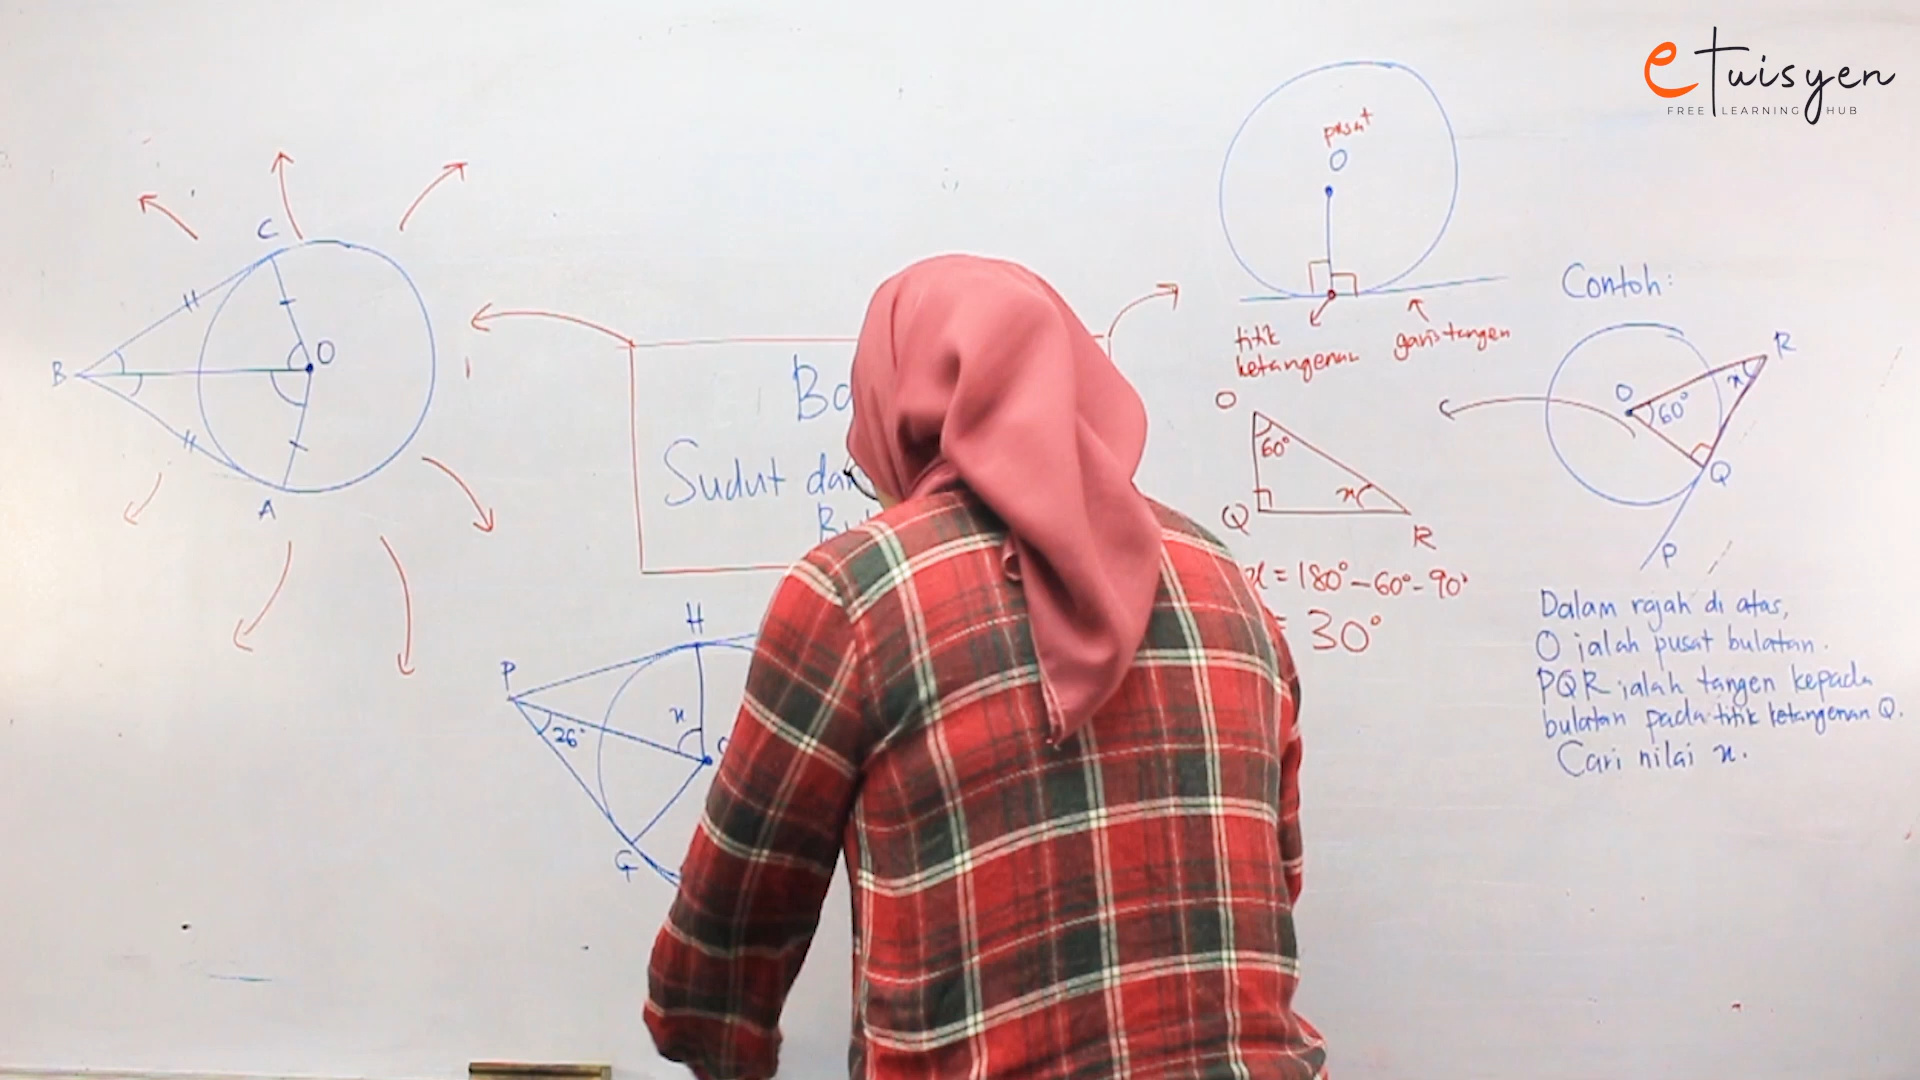 eTuisyen
FREE LEARNING HUB
C
B
O
A
Sudut dan
H
P
x
26°
G
pusat
O
titik
ketangenan
garis tangen
O
60°
x
Q
R
x = 180° - 60° - 90°
= 30°
Contoh:
R
x
O
60°
Q
P
Dalam rajah di atas,
O ialah pusat bulatan.
PQR ialah tangen kepada
bulatan pada titik ketangenan Q.
Cari nilai x.